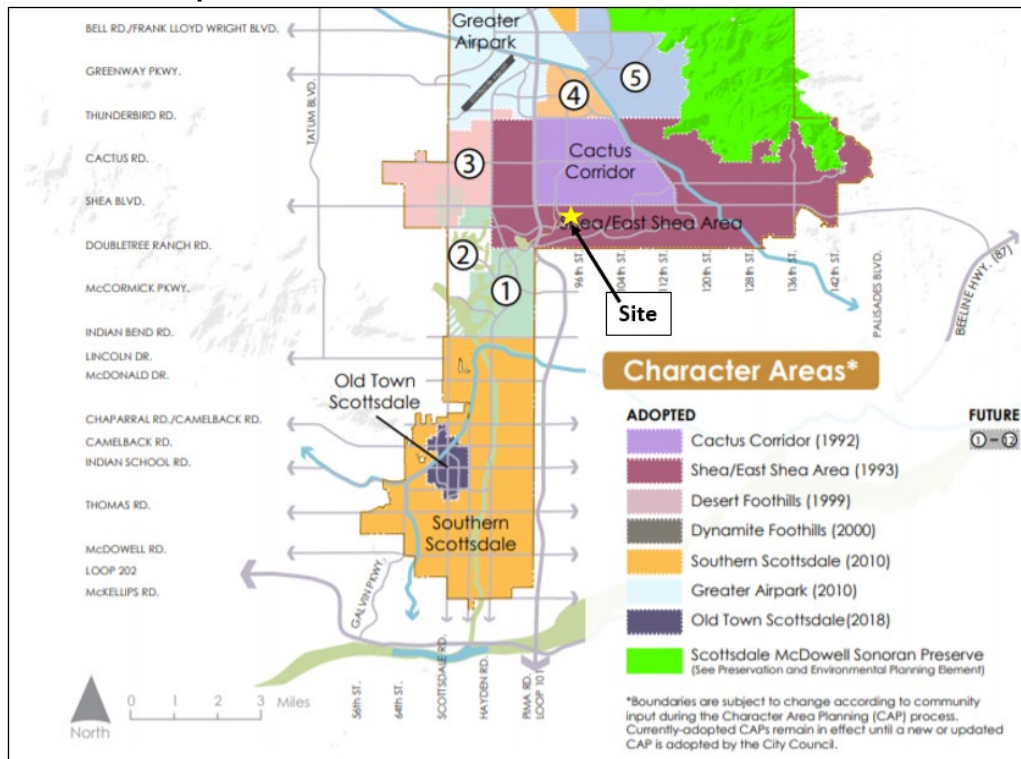 BELL RD./FRANK LLOYD WRIGHT BLVD.
GREENWAY PKWY.
THUNDERBIRD RD.
CACTUS RD.
SHEA BLVD.
DOUBLETREE RANCH RD.
McCORMICK PKWY.
INDIAN BEND RD.
LINCOLN DR.
McDONALD DR.
CHAPARRAL RD./CAMELBACK RD.
CAMELBACK RD.
INDIAN SCHOOL RD.
THOMAS RD.
McDOWELL RD.
LOOP 202
McKELLIPS RD.
TATUM BLVD.
Greater
Airpark
5
4
3
Cactus
Corridor
Shea/East Shea Area
2
1
96th ST.
104th ST.
112th ST.
120th ST.
128th ST.
136th ST.
142th ST.
PALISADES BLVD.
BEELINE HWY. (87)
Site
Old Town
Scottsdale
Southern
Scottsdale
GALVIN PKWY.
56th ST.
64th ST.
SCOTTSDALE RD.
HAYDEN RD.
PIMA RD.
LOOP 101
North
0 1 2 3 Miles
Character Areas*
ADOPTED
Cactus Corridor (1992)
Shea/East Shea Area (1993)
Desert Foothills (1999)
Dynamite Foothills (2000)
Southern Scottsdale (2010)
Greater Airpark (2010)
Old Town Scottsdale(2018)
Scottsdale McDowell Sonoran Preserve
(See Preservation and Environmental Planning Element)
FUTURE
1 – 12
*Boundaries are subject to change according to community
input during the Character Area Planning (CAP) process.
Currently-adopted CAPs remain in effect until a new or updated
CAP is adopted by the City Council.